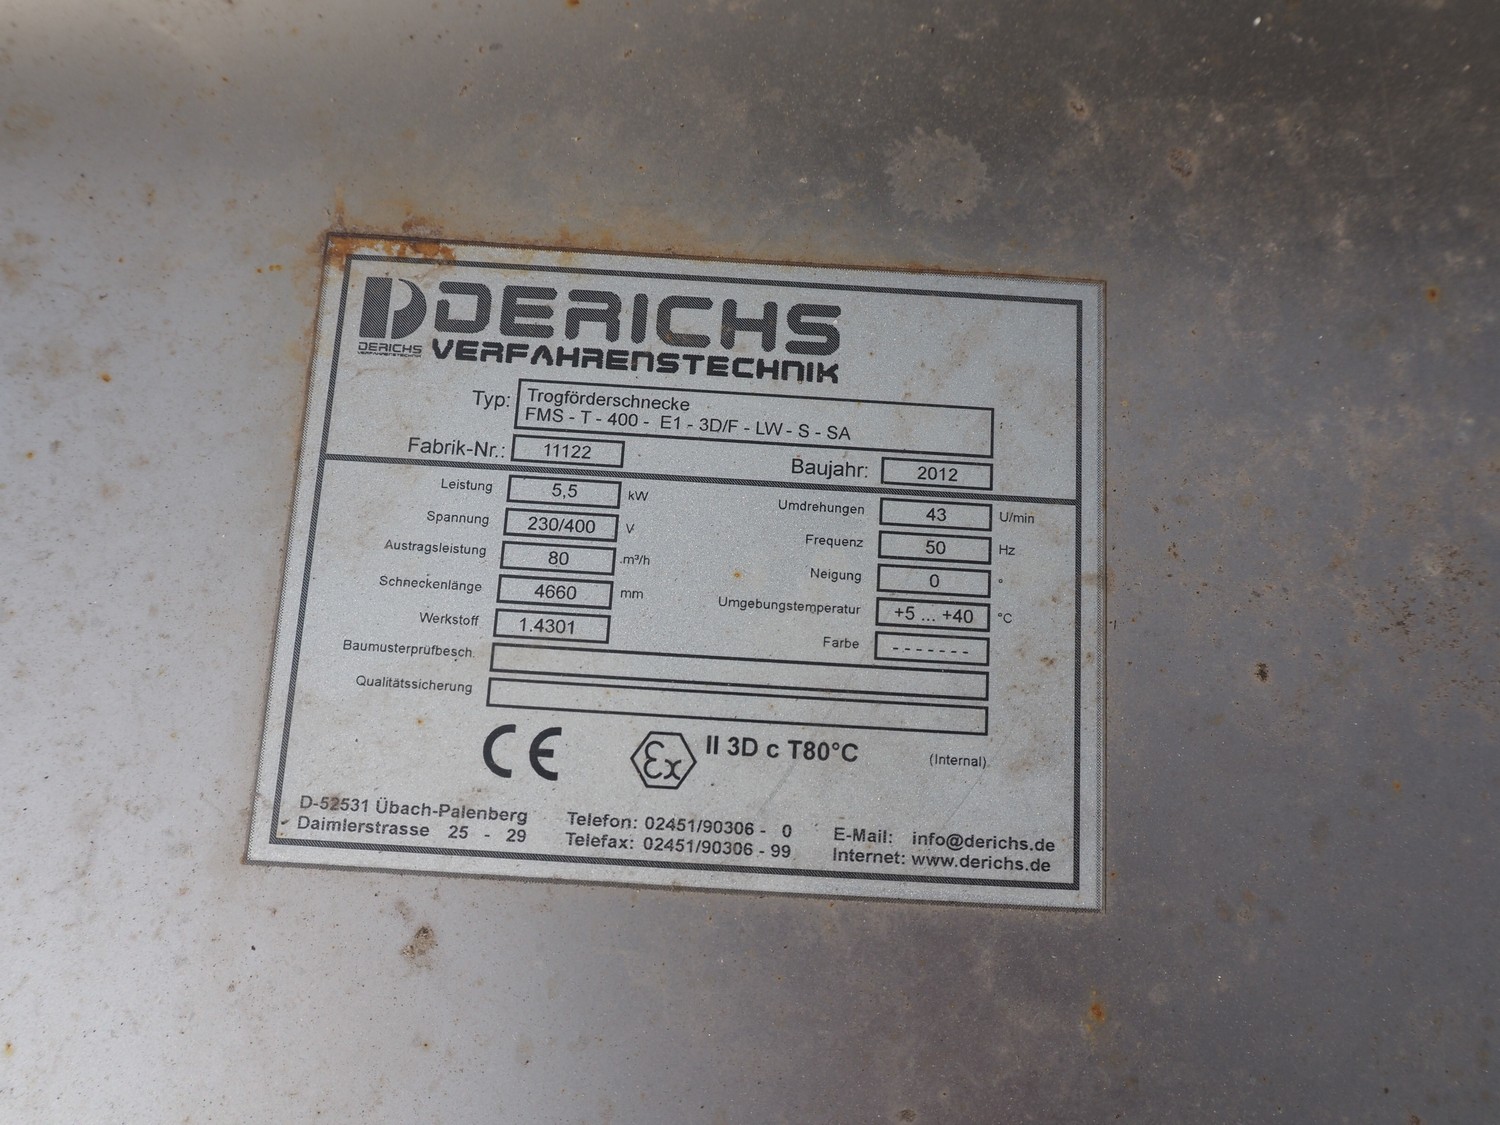 DERICHS
DERICHS
VERFAHRENSTECHNIK
VERFAHRENSTECHNIK
Typ: Trogförderschnecke
FMS - T - 400 - E1 - 3D/F - LW - S - SA
Fabrik-Nr.: 11122 Baujahr: 2012
Leistung 5,5 kW Umdrehungen 43 U/min
Spannung 230/400 V Frequenz 50 Hz
Austragsleistung 80 m³/h Neigung 0 °
Schneckenlänge 4660 mm Umgebungstemperatur +5 ... +40 °C
Werkstoff 1.4301 Farbe -------
Baumusterprüfbesch.
Qualitätssicherung
CE Ex II 3D c T80°C (Internal)
D-52531 Übach-Palenberg Telefon: 02451/90306 - 0 E-Mail: info@derichs.de
Daimlerstrasse 25 - 29 Telefax: 02451/90306 - 99 Internet: www.derichs.de